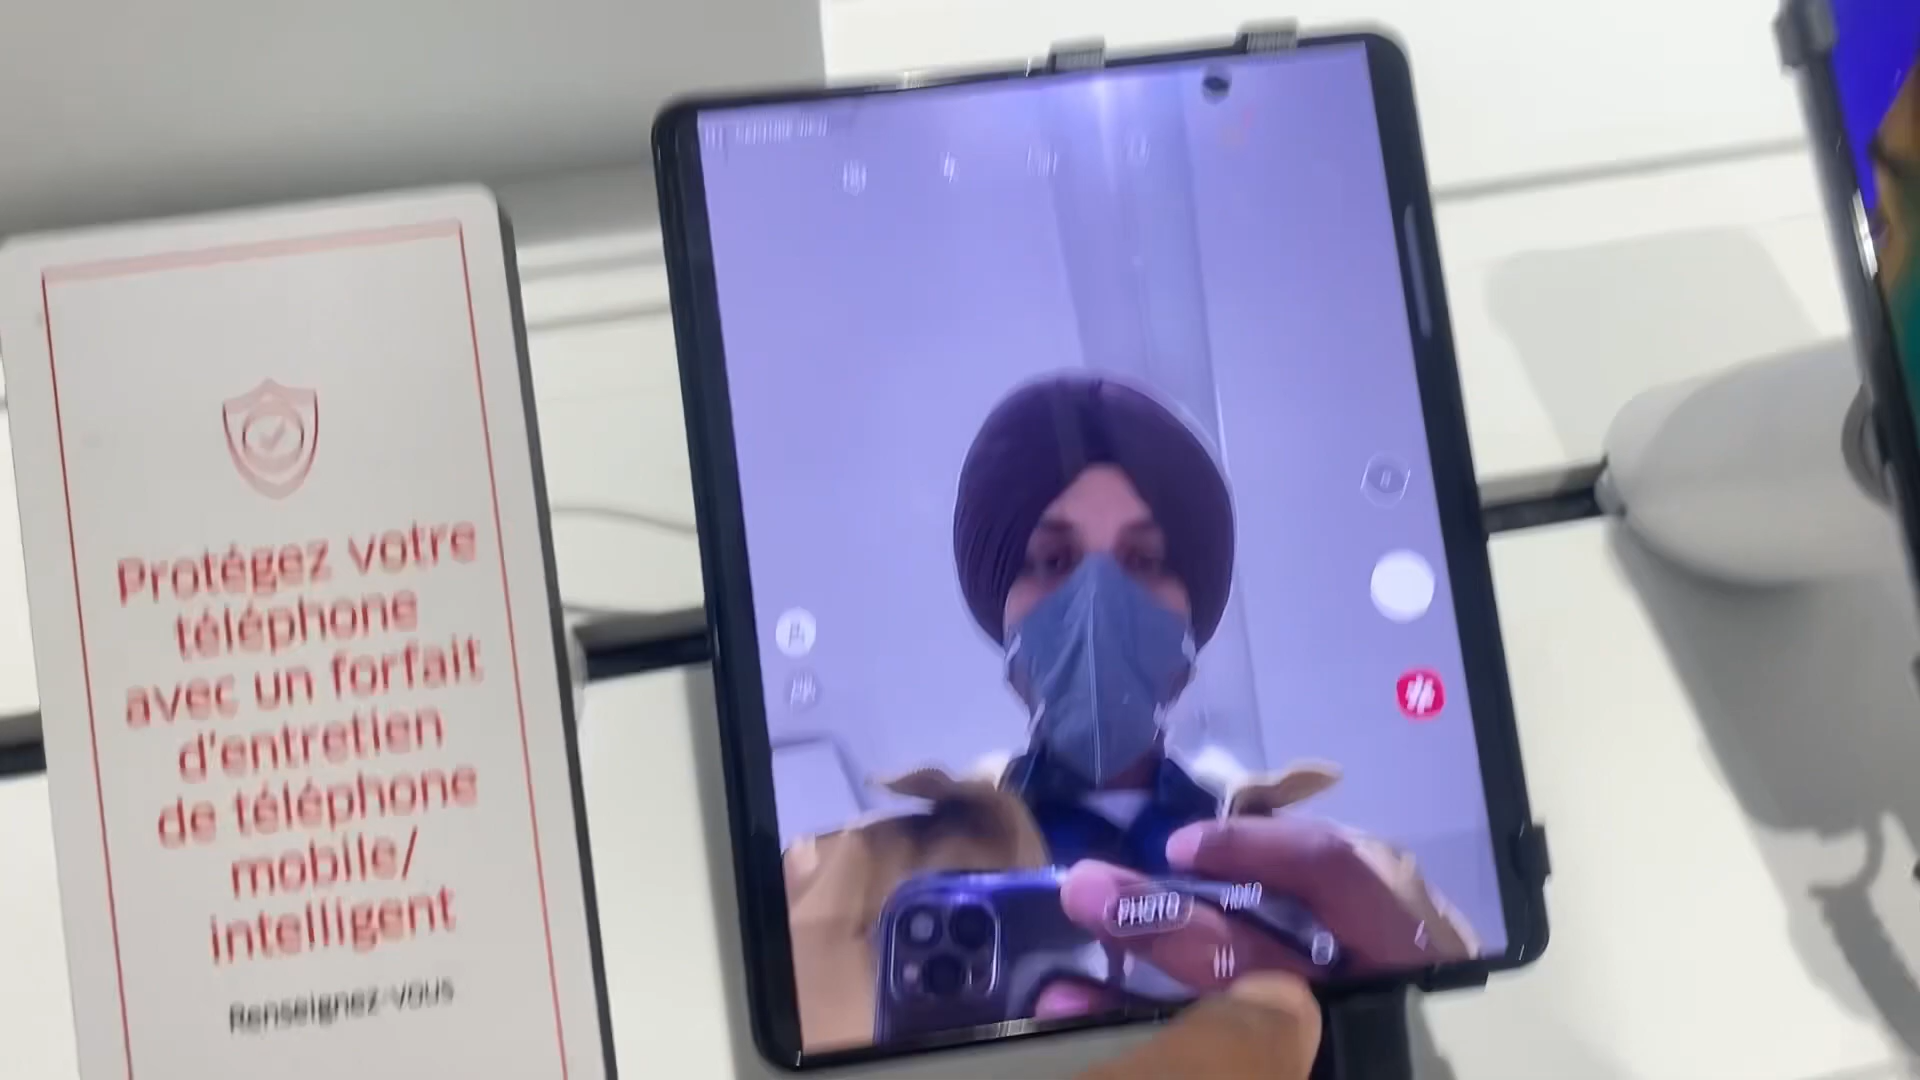 Protégez votre
téléphone
avec un forfait
d'entretien
de téléphone
mobile/
intelligent
Renseignez-vous
PHOTO
VIDEO